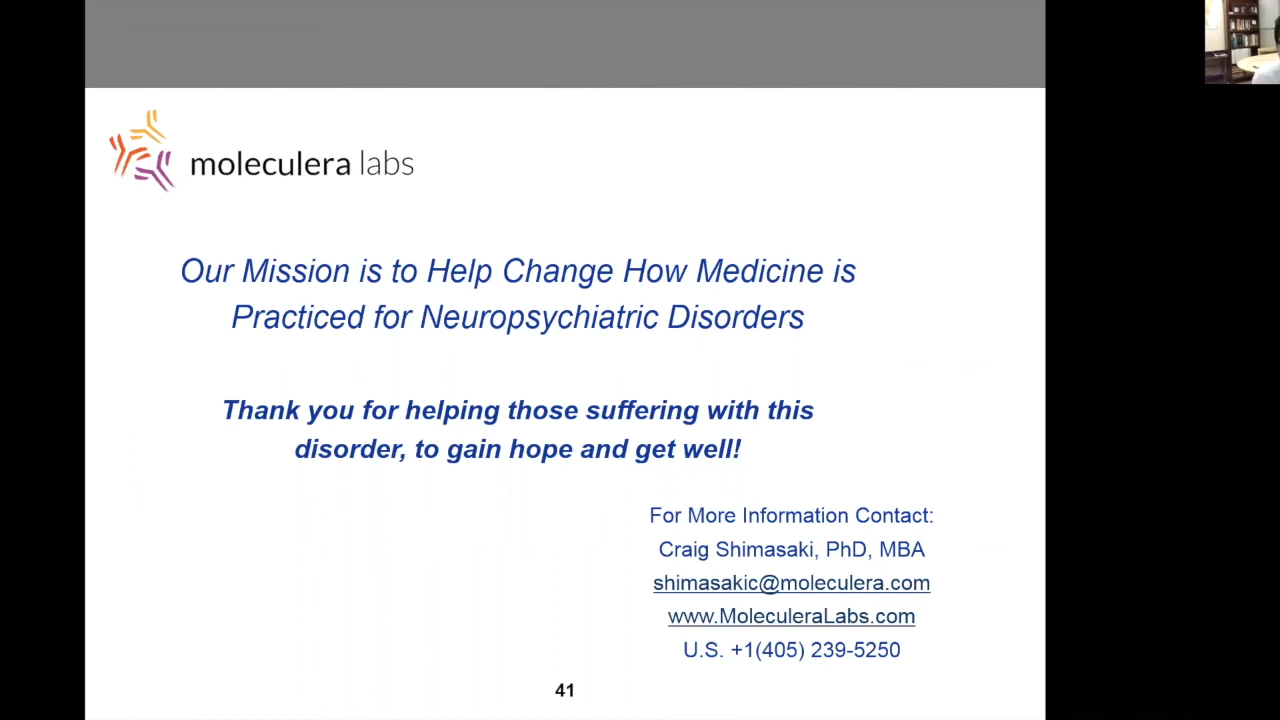 moleculera labs
Our Mission is to Help Change How Medicine is
Practiced for Neuropsychiatric Disorders
Thank you for helping those suffering with this
disorder, to gain hope and get well!
For More Information Contact:
Craig Shimasaki, PhD, MBA
shimasakic@moleculera.com
www.MoleculeraLabs.com
U.S. +1(405) 239-5250
41